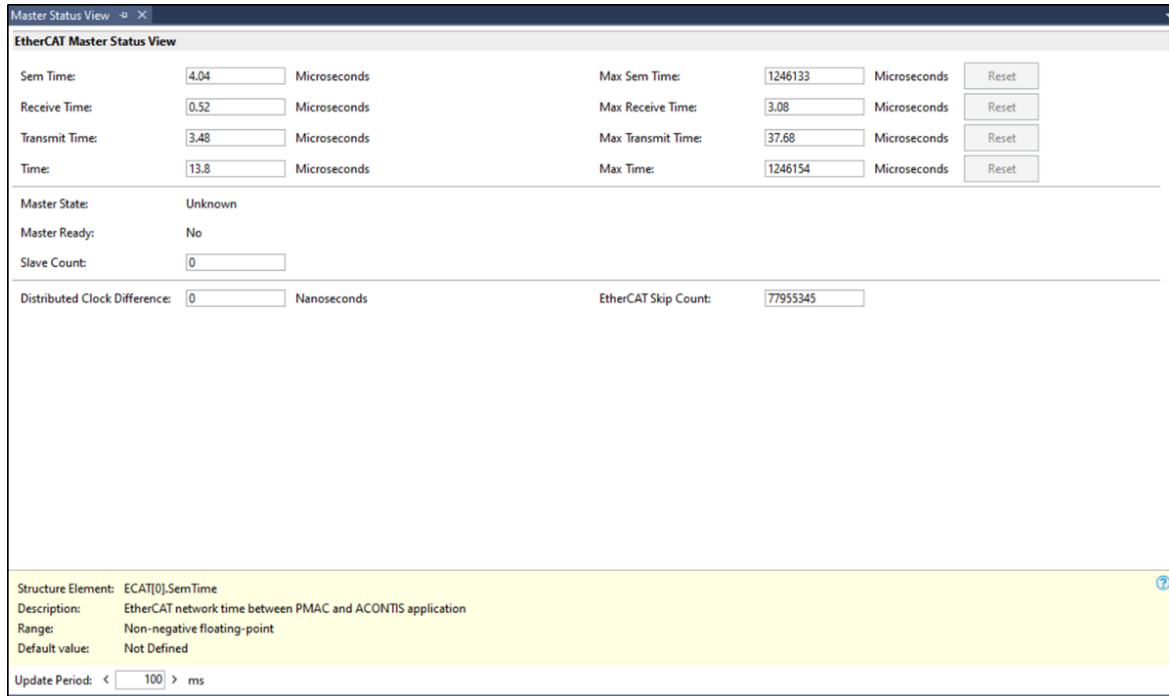 Master Status View
EtherCAT Master Status View
Sem Time: 4.04 Microseconds Max Sem Time: 1246133 Microseconds Reset
Receive Time: 0.52 Microseconds Max Receive Time: 3.08 Microseconds Reset
Transmit Time: 3.48 Microseconds Max Transmit Time: 37.68 Microseconds Reset
Time: 13.8 Microseconds Max Time: 1246154 Microseconds Reset
Master State: Unknown
Master Ready: No
Slave Count: 0
Distributed Clock Difference: 0 Nanoseconds EtherCAT Skip Count: 77955345
Structure Element: ECAT[0].SemTime
Description: EtherCAT network time between PMAC and ACONTIS application
Range: Non-negative floating-point
Default value: Not Defined
Update Period: < 100 > ms